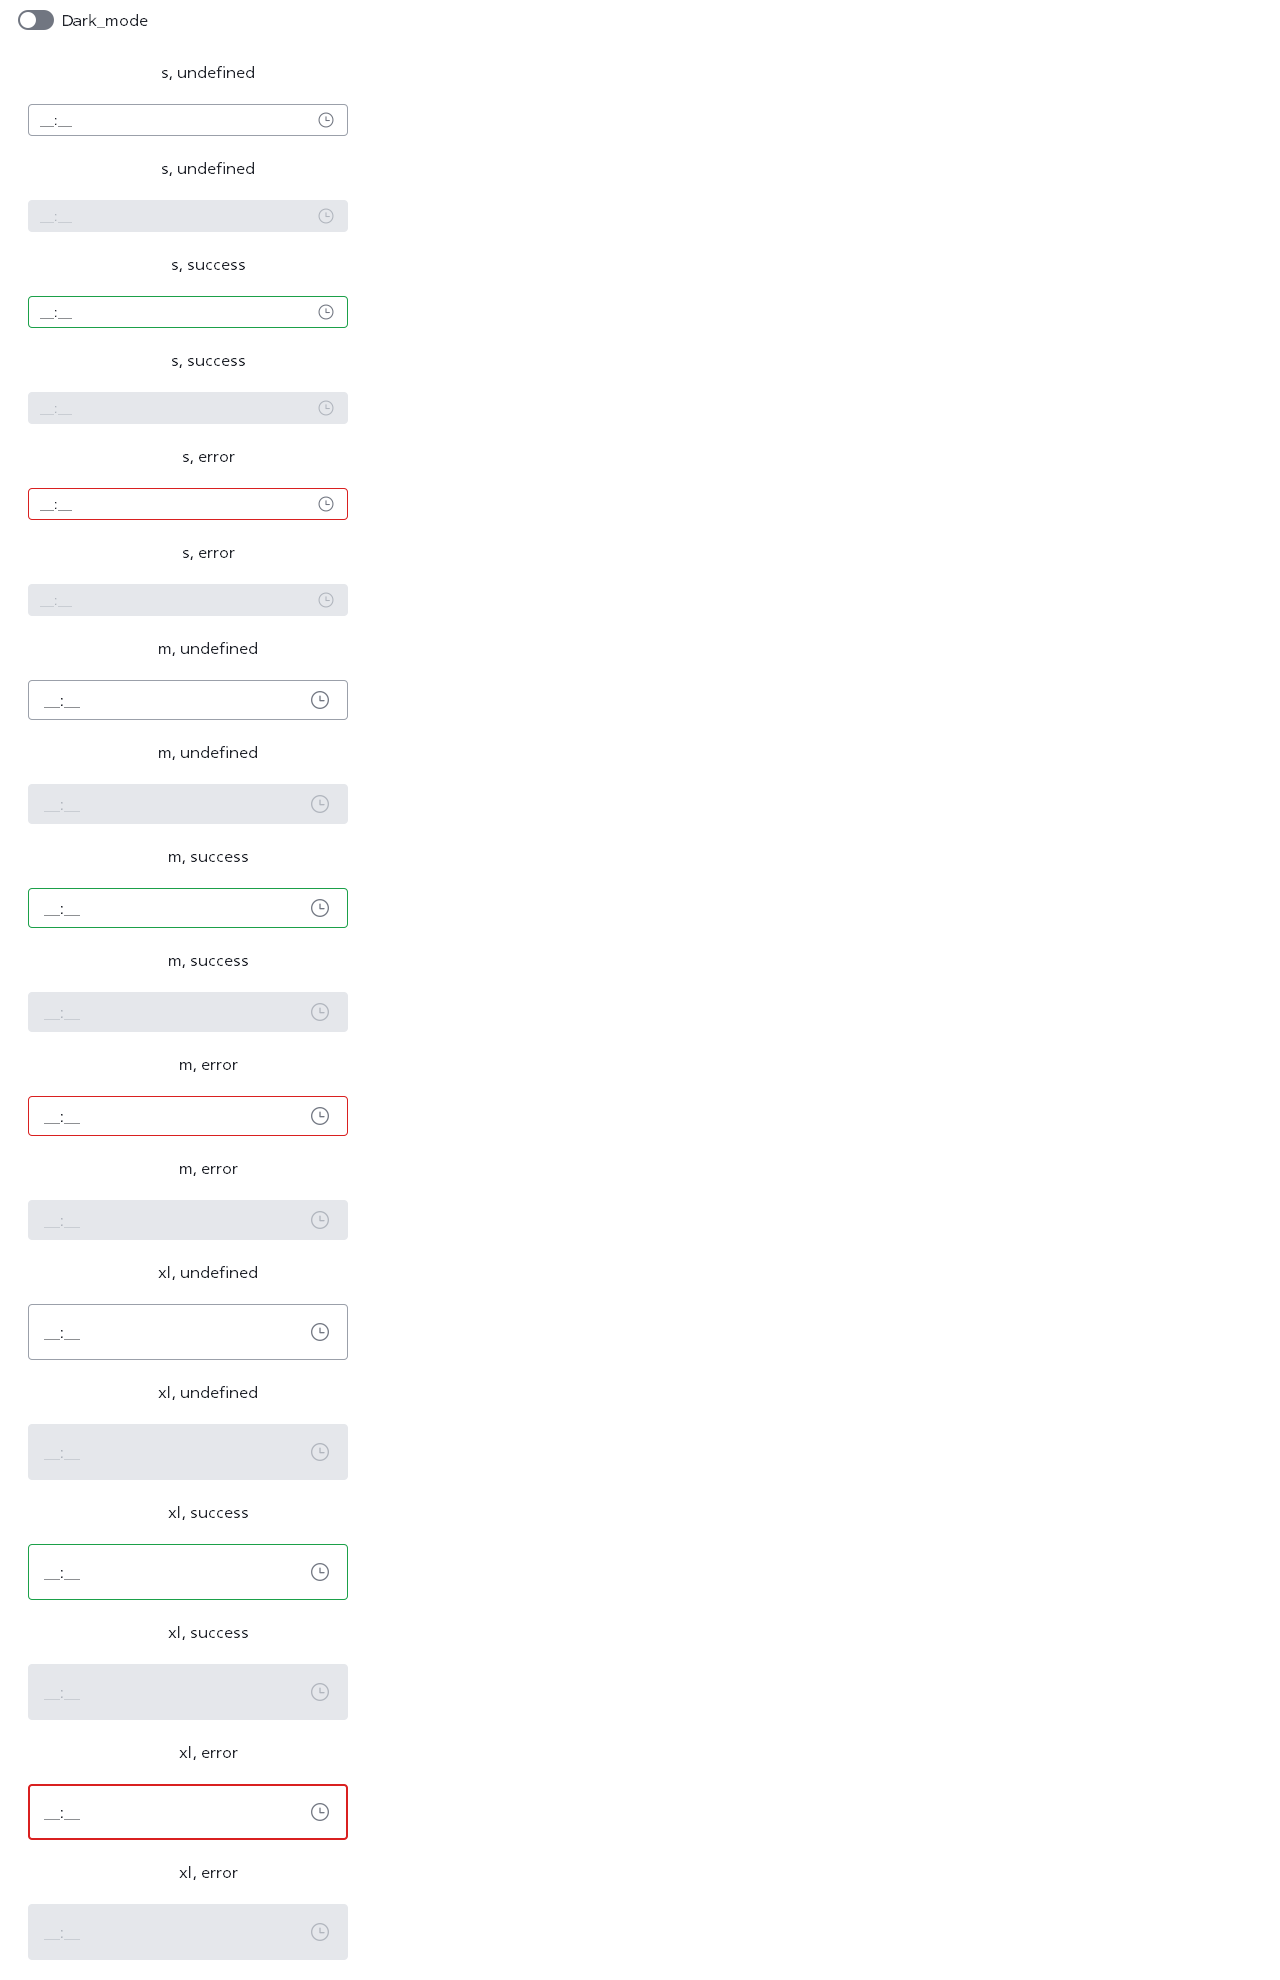 Dark_mode
s, undefined
__:__
s, undefined
__:__
s, success
__:__
s, success
__:__
s, error
__:__
s, error
__:__
m, undefined
__:__
m, undefined
__:__
m, success
__:__
m, success
__:__
m, error
__:__
m, error
__:__
xl, undefined
__:__
xl, undefined
__:__
xl, success
__:__
xl, success
__:__
xl, error
__:__
xl, error
__:__